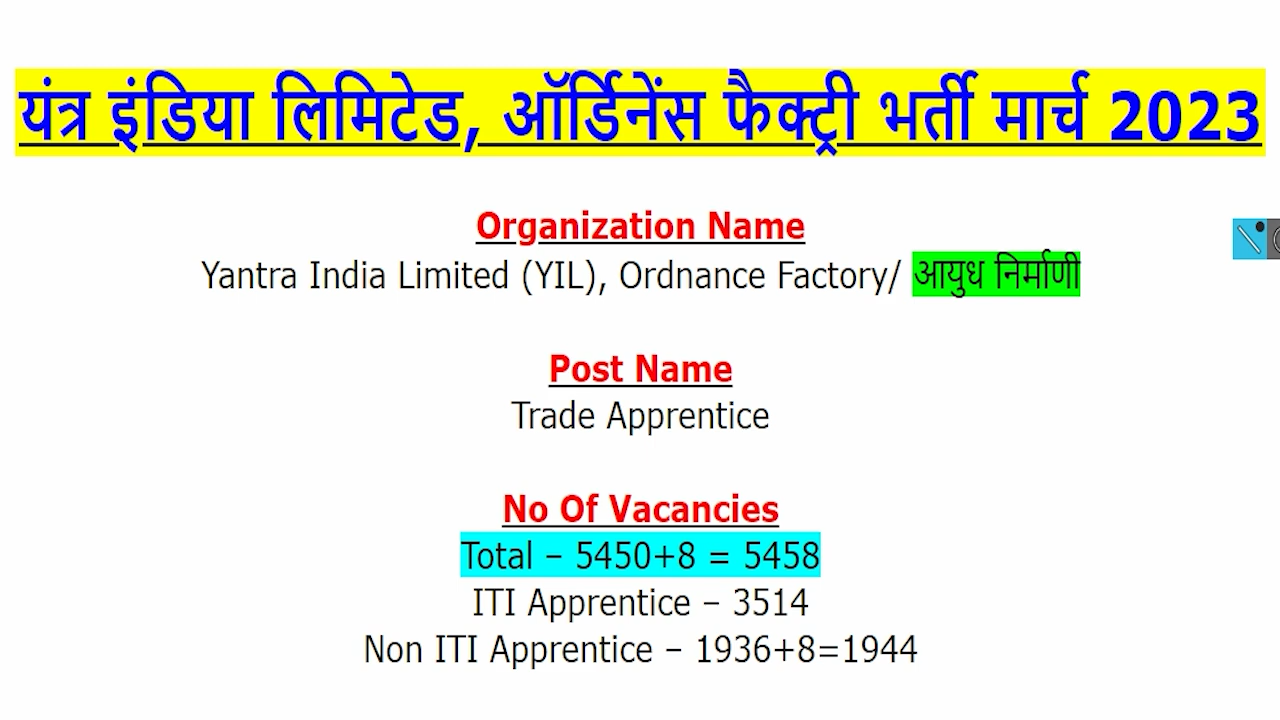 यंत्र इंडिया लिमिटेड, ऑर्डिनेंस फैक्ट्री भर्ती मार्च 2023
Organization Name
Yantra India Limited (YIL), Ordnance Factory/ आयुध निर्माणी
Post Name
Trade Apprentice
No Of Vacancies
Total – 5450+8 = 5458
ITI Apprentice – 3514
Non ITI Apprentice – 1936+8=1944